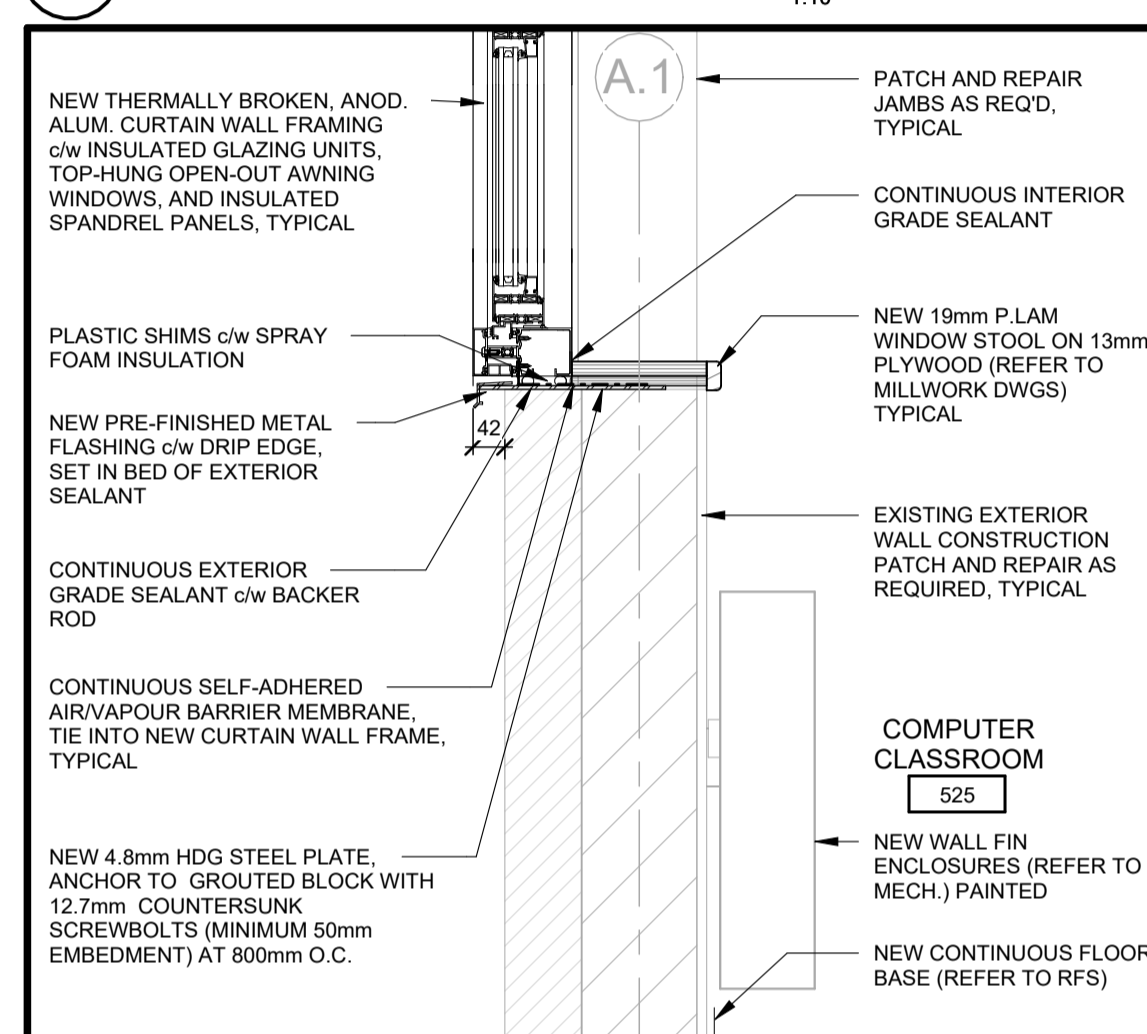 NEW THERMALLY BROKEN, ANOD.
ALUM. CURTAIN WALL FRAMING
c/w INSULATED GLAZING UNITS,
TOP-HUNG OPEN-OUT AWNING
WINDOWS, AND INSULATED
SPANDREL PANELS, TYPICAL
PLASTIC SHIMS c/w SPRAY
FOAM INSULATION
NEW PRE-FINISHED METAL
FLASHING c/w DRIP EDGE,
SET IN BED OF EXTERIOR
SEALANT
CONTINUOUS EXTERIOR
GRADE SEALANT c/w BACKER
ROD
CONTINUOUS SELF-ADHERED
AIR/VAPOUR BARRIER MEMBRANE,
TIE INTO NEW CURTAIN WALL FRAME,
TYPICAL
NEW 4.8mm HDG STEEL PLATE,
ANCHOR TO GROUTED BLOCK WITH
12.7mm COUNTERSUNK
SCREWBOLTS (MINIMUM 50mm
EMBEDMENT) AT 800mm O.C.
A.1
42
PATCH AND REPAIR
JAMBS AS REQ'D,
TYPICAL
CONTINUOUS INTERIOR
GRADE SEALANT
NEW 19mm P.LAM
WINDOW STOOL ON 13mm
PLYWOOD (REFER TO
MILLWORK DWGS)
TYPICAL
EXISTING EXTERIOR
WALL CONSTRUCTION
PATCH AND REPAIR AS
REQUIRED, TYPICAL
COMPUTER
CLASSROOM
525
NEW WALL FIN
ENCLOSURES (REFER TO
MECH.) PAINTED
NEW CONTINUOUS FLOOR
BASE (REFER TO RFS)